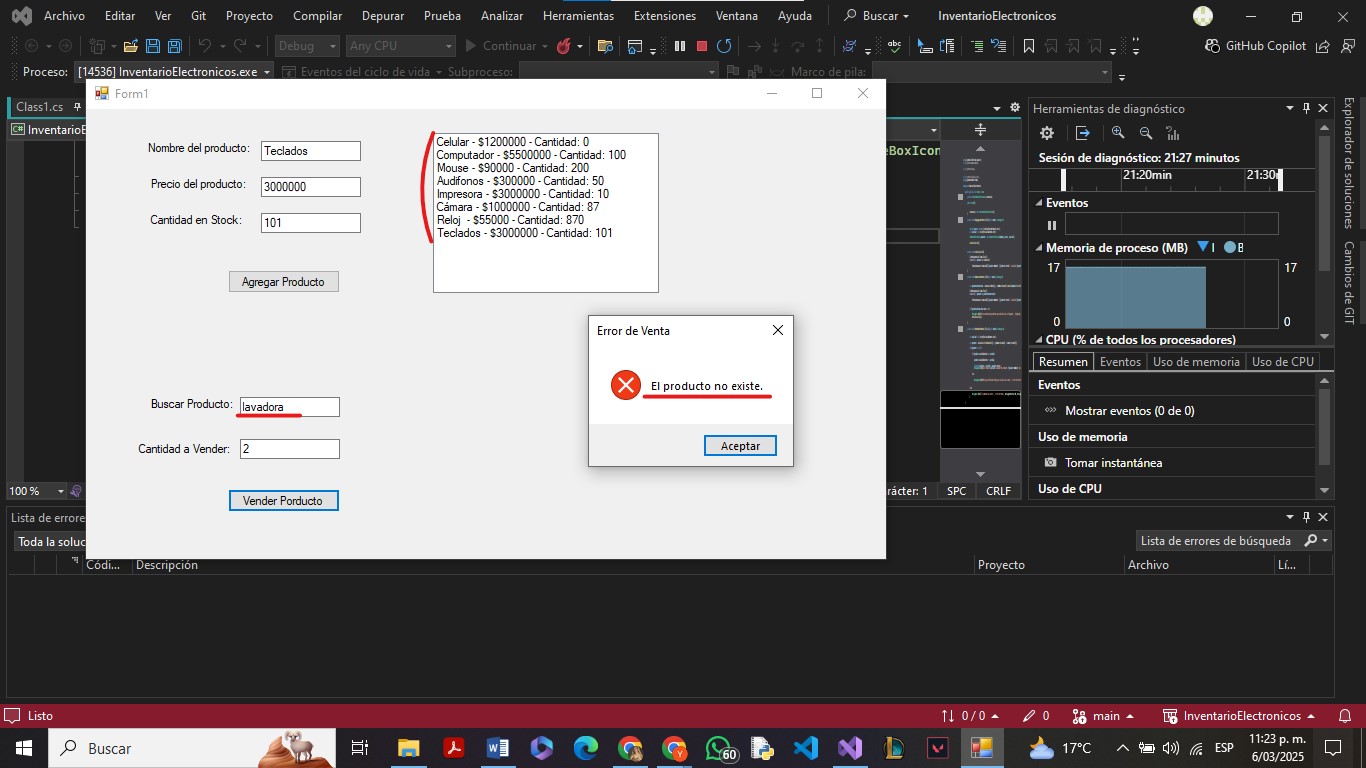 Archivo Editar Ver Git Proyecto Compilar Depurar Prueba Analizar Herramientas Extensiones Ventana Ayuda Buscar InventarioElectronicos
Debug Any CPU Continuar abc GitHub Copilot
Proceso: [14536] InventarioElectronicos.exe Eventos del ciclo de vida Subproceso: Marco de pila:
Form1
Class1.cs
C# InventarioE
eBoxIcon
Nombre del producto: Teclados
Precio del producto: 3000000
Cantidad en Stock: 101
Agregar Producto
Celular - $1200000 - Cantidad: 0
Computador - $5500000 - Cantidad: 100
Mouse - $90000 - Cantidad: 200
Audífonos - $300000 - Cantidad: 50
Impresora - $3000000 - Cantidad: 10
Cámara - $1000000 - Cantidad: 87
Reloj - $55000 - Cantidad: 870
Teclados - $3000000 - Cantidad: 101
Error de Venta
El producto no existe.
Aceptar
Buscar Producto: lavadora
Cantidad a Vender: 2
Vender Porducto
Herramientas de diagnóstico
Sesión de diagnóstico: 21:27 minutos
21:20min 21:30
Eventos
Memoria de proceso (MB) I B
17 17
0 0
CPU (% de todos los procesadores)
Resumen Eventos Uso de memoria Uso de CPU
Eventos
Mostrar eventos (0 de 0)
Uso de memoria
Tomar instantánea
Uso de CPU
Explorador de soluciones
Cambios de GIT
100 % rácter: 1 SPC CRLF
Lista de errore
Toda la soluc Lista de errores de búsqueda
Códi... Descripción Proyecto Archivo Lí...
Listo 0 / 0 0 main InventarioElectronicos
Buscar 60 17°C ESP 11:23 p. m.
6/03/2025